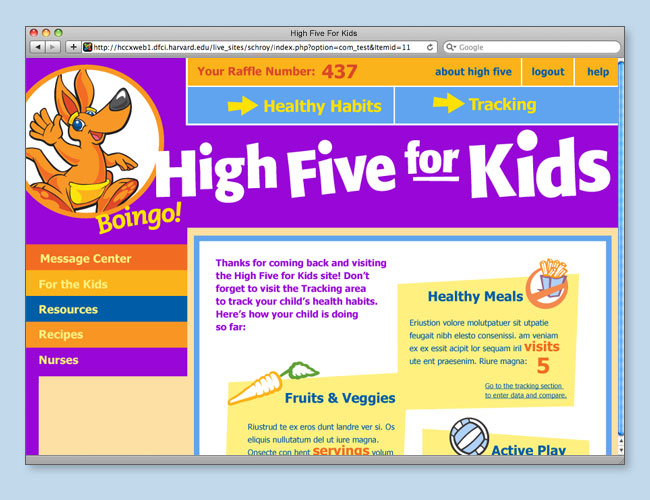 High Five For Kids
http://hccxweb1.dfci.harvard.edu/live_sites/schroy/index.php?option=com_test&Itemid=11
Google
Your Raffle Number: 437
about high five
logout
help
Healthy Habits
Tracking
High Five for Kids
Boingo!
Message Center
For the Kids
Resources
Recipes
Nurses
Thanks for coming back and visiting
the High Five for Kids site! Don't
forget to visit the Tracking area
to track your child's health habits.
Here's how your child is doing
so far:
Healthy Meals
Eriustion volore molutpatuer sit utpatie
feugait nibh elesto consenissi. am veniam
ex ex essit acipit lor sequam iril visits
ute ent praesenim. Riure magna: 5
Go to the tracking section
to enter data and compare.
Fruits & Veggies
Riustrud te ex eros dunt landre ver si. Os
eliquis nullutatum del ut iure magna.
Onsecte con hent servings volum
Active Play